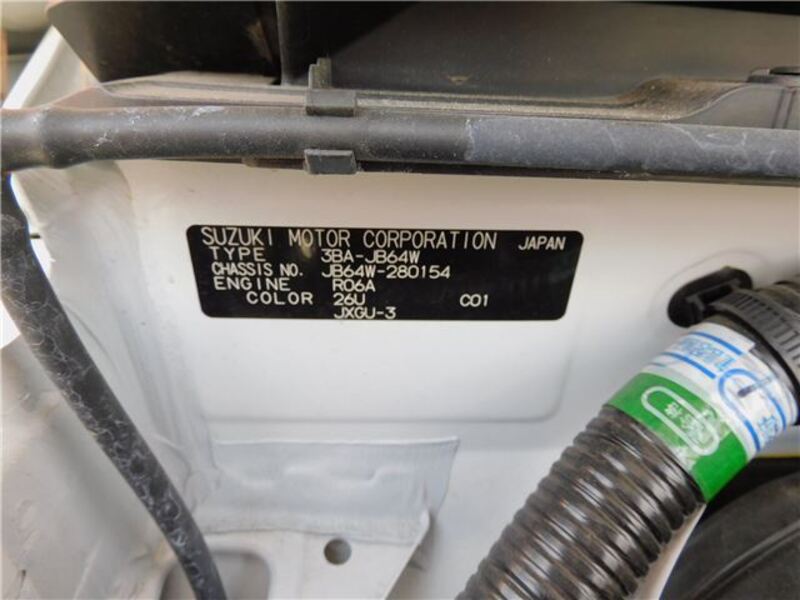 SUZUKI MOTOR CORPORATION JAPAN
TYPE 3BA-JB64W
CHASSIS NO. JB64W-280154
ENGINE R06A
COLOR 26U C01
JXGU-3